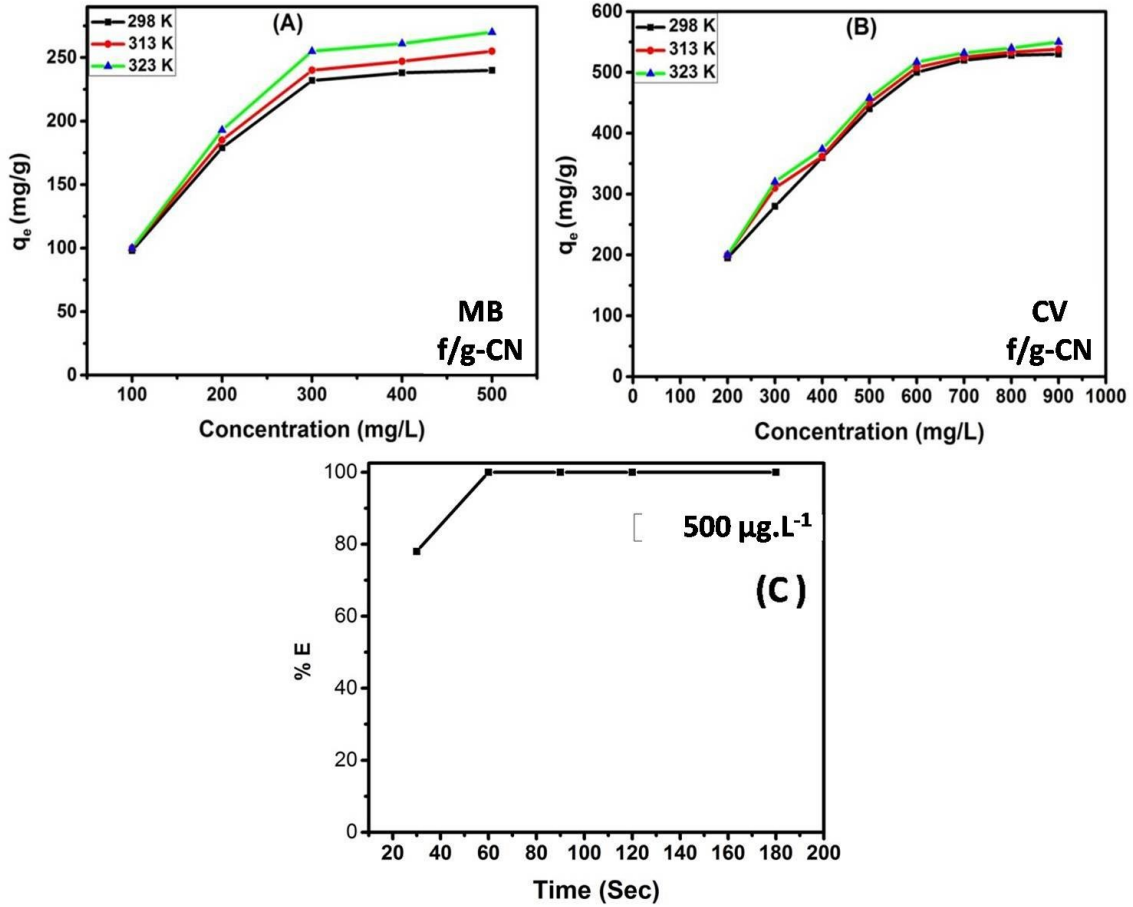 (A)
298 K
313 K
323 K
250
200
150
100
50
0
qe (mg/g)
100 200 300 400 500
Concentration (mg/L)
MB
f/g-CN
(B)
298 K
313 K
323 K
600
500
400
300
200
100
0
qe (mg/g)
0 100 200 300 400 500 600 700 800 900 1000
Concentration (mg/L)
CV
f/g-CN
100
80
60
40
20
0
% E
500 µg.L-1
(C )
20 40 60 80 100 120 140 160 180 200
Time (Sec)